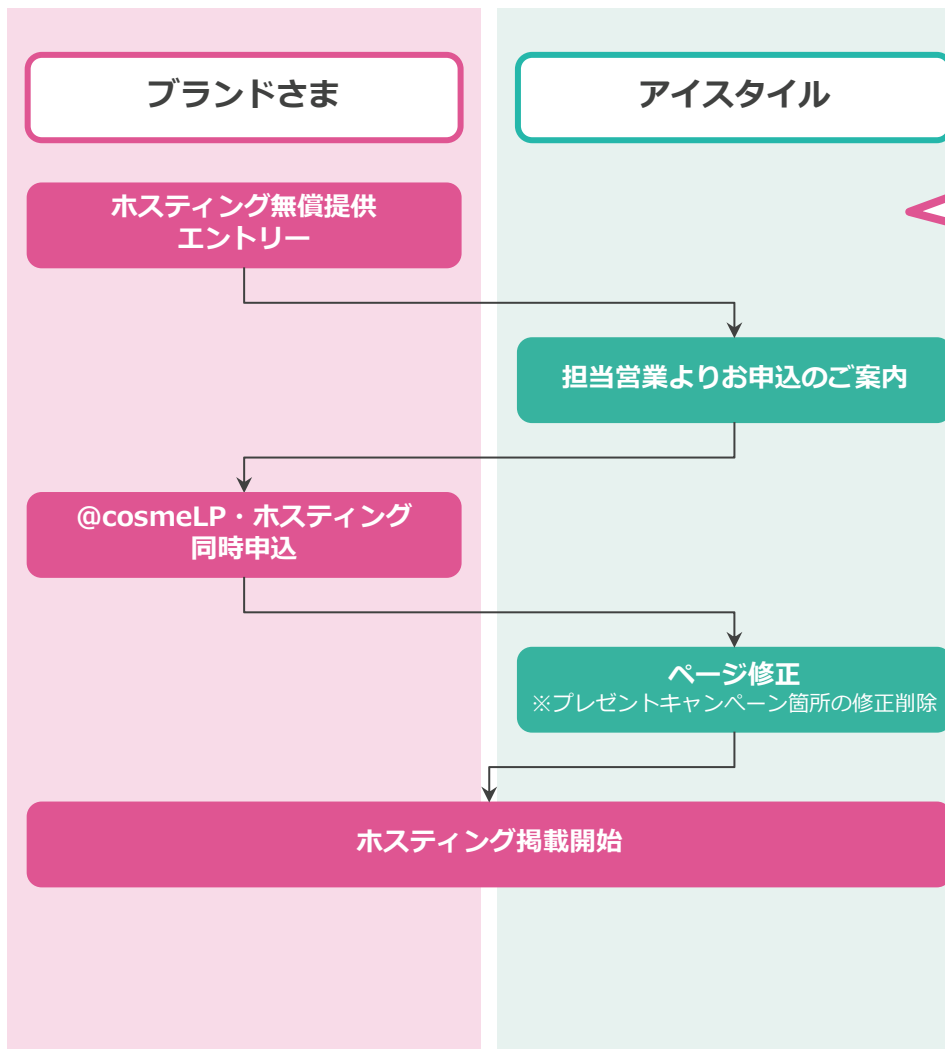 ブランドさま
アイスタイル
ホスティング無償提供
エントリー
担当営業よりお申込のご案内
@cosmeLP・ホスティング
同時申込
ページ修正
※プレゼントキャンペーン箇所の修正削除
ホスティング掲載開始